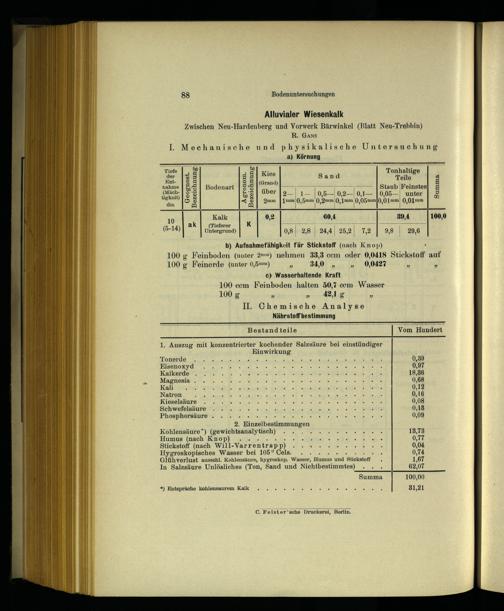 88 Bodenuntersuchungen
Alluvialer Wiesenkalk
Zwischen Neu-Hardenberg und Vorwerk Bärwinkel (Blatt Neu-Trebbin)
R. Gans
I. Mechanische und physikalische Untersuchung
a) Körnung
Tiefe der Ent-nahme (Mäch-tigkeit) dm | Geognost. Bezeichnung | Bodenart | Agronom. Bezeichnung | Kies (Grand) über 2mm | Sand | Tonhaltige Teile | Summa
2— 1mm | 1— 0,5mm | 0,5— 0,2mm | 0,2— 0,1mm | 0,1— 0,05mm | Staub 0,05— 0,01mm | Feinstes unter 0,01mm
10 (5-14) | ak | Kalk (Tieferer Untergrund) | K | 0,2 | 60,4 | 39,4 | 100,0
0,8 | 2,8 | 24,4 | 25,2 | 7,2 | 9,8 | 29,6
b) Aufnahmefähigkeit für Stickstoff (nach Knop)
100 g Feinboden (unter 2mm) nehmen 33,3 ccm oder 0,0418 Stickstoff auf
100 g Feinerde (unter 0,5mm) „ 34,0 „ „ 0,0427 „ „
c) Wasserhaltende Kraft
100 ccm Feinboden halten 50,7 ccm Wasser
100 g „ „ 42,1 g „
II. Chemische Analyse
Nährstoffbestimmung
Bestandteile | Vom Hundert
1. Auszug mit konzentrierter kochender Salzsäure bei einstündiger
Einwirkung
Tonerde 0,39
Eisenoxyd 0,97
Kalkerde 18,36
Magnesia 0,68
Kali 0,12
Natron 0,16
Kieselsäure 0,08
Schwefelsäure 0,13
Phosphorsäure 0,09
2. Einzelbestimmungen
Kohlensäure*) (gewichtsanalytisch) 13,73
Humus (nach Knop) 0,77
Stickstoff (nach Will-Varrentrapp) 0,04
Hygroskopisches Wasser bei 105° Cels. 0,74
Glühverlust ausschl. Kohlensäure, hygroskop. Wasser, Humus und Stickstoff 1,67
In Salzsäure Unlösliches (Ton, Sand und Nichtbestimmtes) 62,07
Summa 100,00
*) Entspräche kohlensaurem Kalk 31,21
C. Feister'sche Druckerei, Berlin.